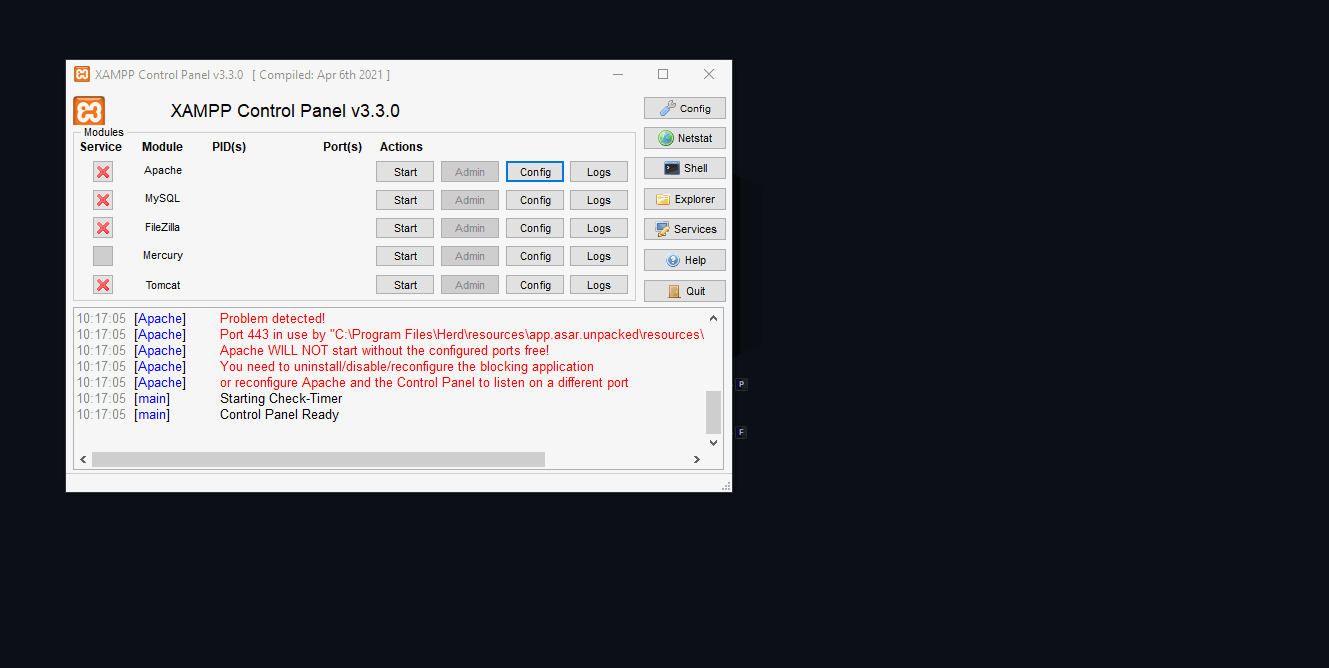 XAMPP Control Panel v3.3.0 [ Compiled: Apr 6th 2021 ]
XAMPP Control Panel v3.3.0
Config
Modules
Netstat
Service Module PID(s) Port(s) Actions
Apache Start Admin Config Logs
Shell
MySQL Start Admin Config Logs
Explorer
FileZilla Start Admin Config Logs
Services
Mercury Start Admin Config Logs
Help
Tomcat Start Admin Config Logs
Quit
10:17:05 [Apache] Problem detected!
10:17:05 [Apache] Port 443 in use by "C:\Program Files\Herd\resources\app.asar.unpacked\resources\
10:17:05 [Apache] Apache WILL NOT start without the configured ports free!
10:17:05 [Apache] You need to uninstall/disable/reconfigure the blocking application
10:17:05 [Apache] or reconfigure Apache and the Control Panel to listen on a different port
10:17:05 [main] Starting Check-Timer
10:17:05 [main] Control Panel Ready
P
F